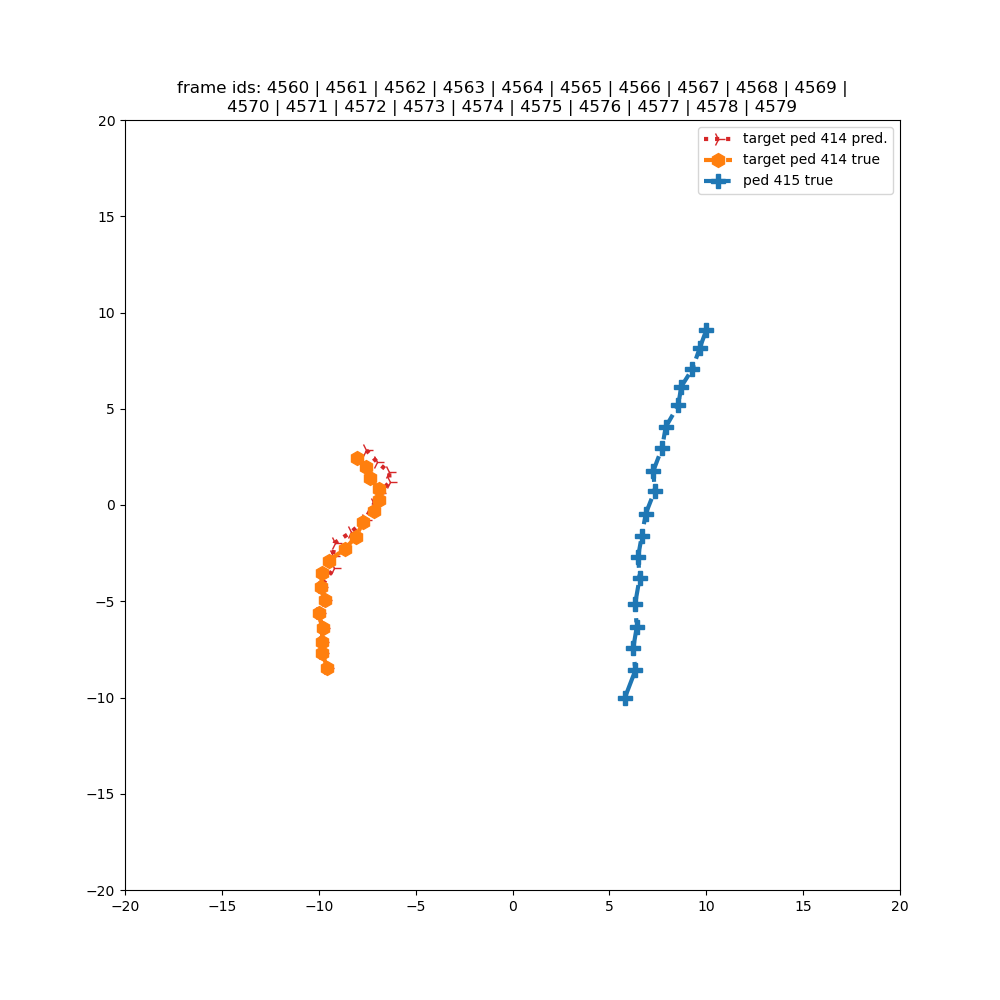 frame ids: 4560 | 4561 | 4562 | 4563 | 4564 | 4565 | 4566 | 4567 | 4568 | 4569 |
4570 | 4571 | 4572 | 4573 | 4574 | 4575 | 4576 | 4577 | 4578 | 4579
target ped 414 pred.
target ped 414 true
ped 415 true
20
15
10
5
0
−5
−10
−15
−20
−20 −15 −10 −5 0 5 10 15 20